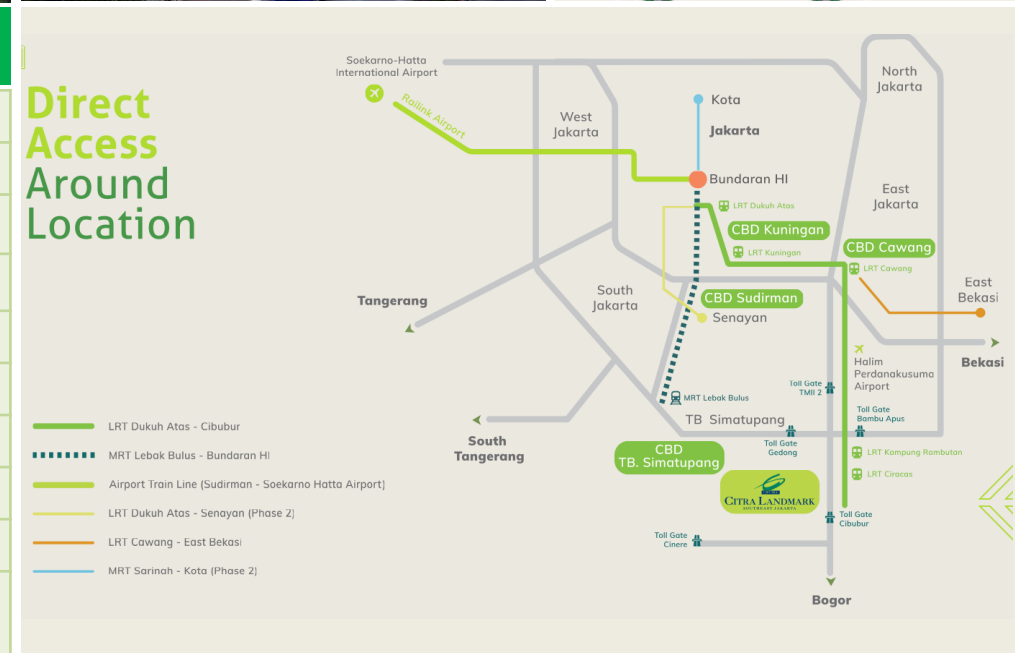 Direct
Access
Around
Location
Soekarno-Hatta
International Airport
Railink Airport
West
Jakarta
Kota
Jakarta
North
Jakarta
Bundaran HI
East
Jakarta
LRT Dukuh Atas
CBD Kuningan
LRT Kuningan
CBD Cawang
LRT Cawang
East
Bekasi
South
Jakarta
CBD Sudirman
Senayan
Tangerang
Bekasi
Halim
Perdanakusuma
Airport
Toll Gate
TMII 2
MRT Lebak Bulus
Toll Gate
Bambu Apus
TB Simatupang
South
Tangerang
Toll Gate
Gedong
CBD
TB. Simatupang
LRT Kampung Rambutan
LRT Ciracas
CITRA LANDMARK
SOUTHEAST JAKARTA
Toll Gate
Cibubur
Toll Gate
Cinere
Bogor
LRT Dukuh Atas - Cibubur
MRT Lebak Bulus - Bundaran HI
Airport Train Line (Sudirman - Soekarno Hatta Airport)
LRT Dukuh Atas - Senayan (Phase 2)
LRT Cawang - East Bekasi
MRT Sarinah - Kota (Phase 2)